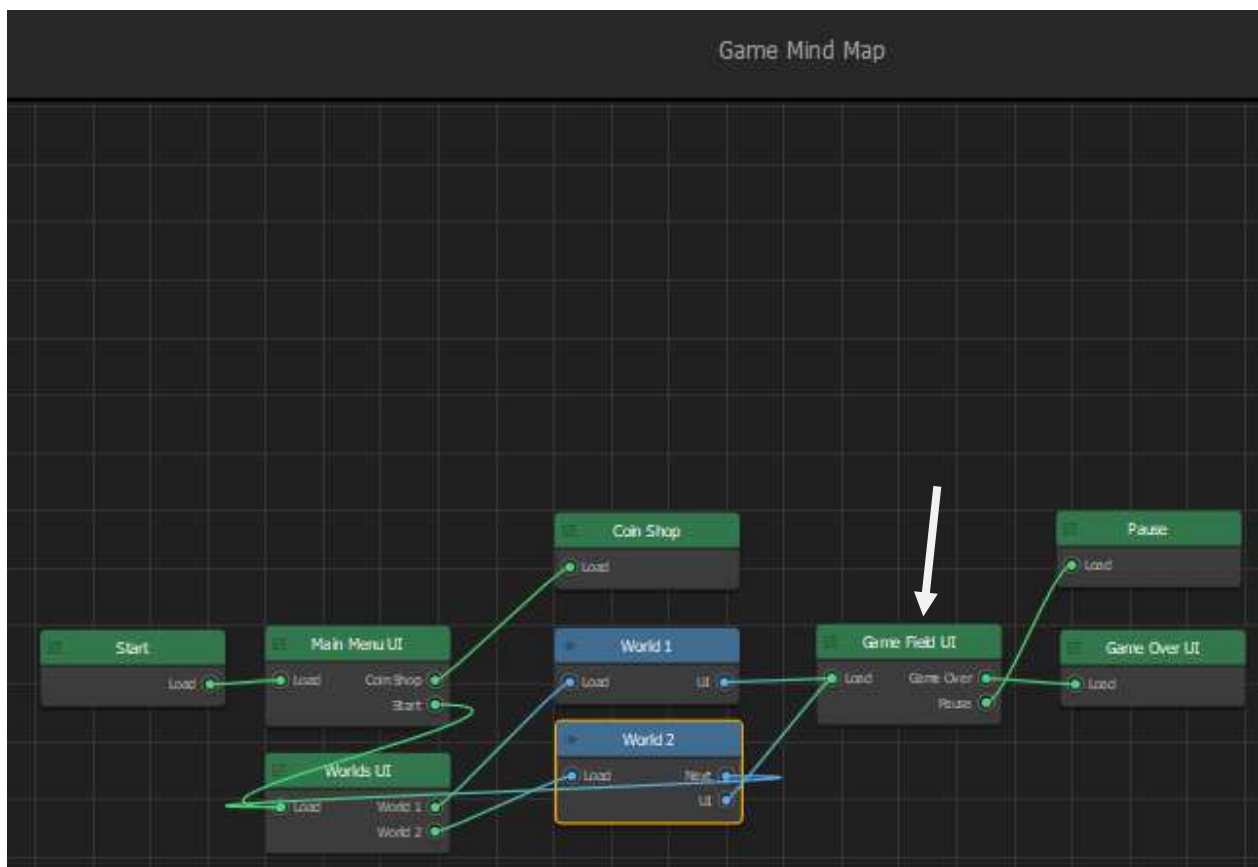 Game Mind Map
Coin Shop
Load
Pause
Load
Start
Load
Main Menu UI
Load Coin Shop
Start
World 1
Load UI
Game Field UI
Load Game Over
Pause
Game Over UI
Load
Worlds UI
Load World 1
World 2
World 2
Load Next
UI